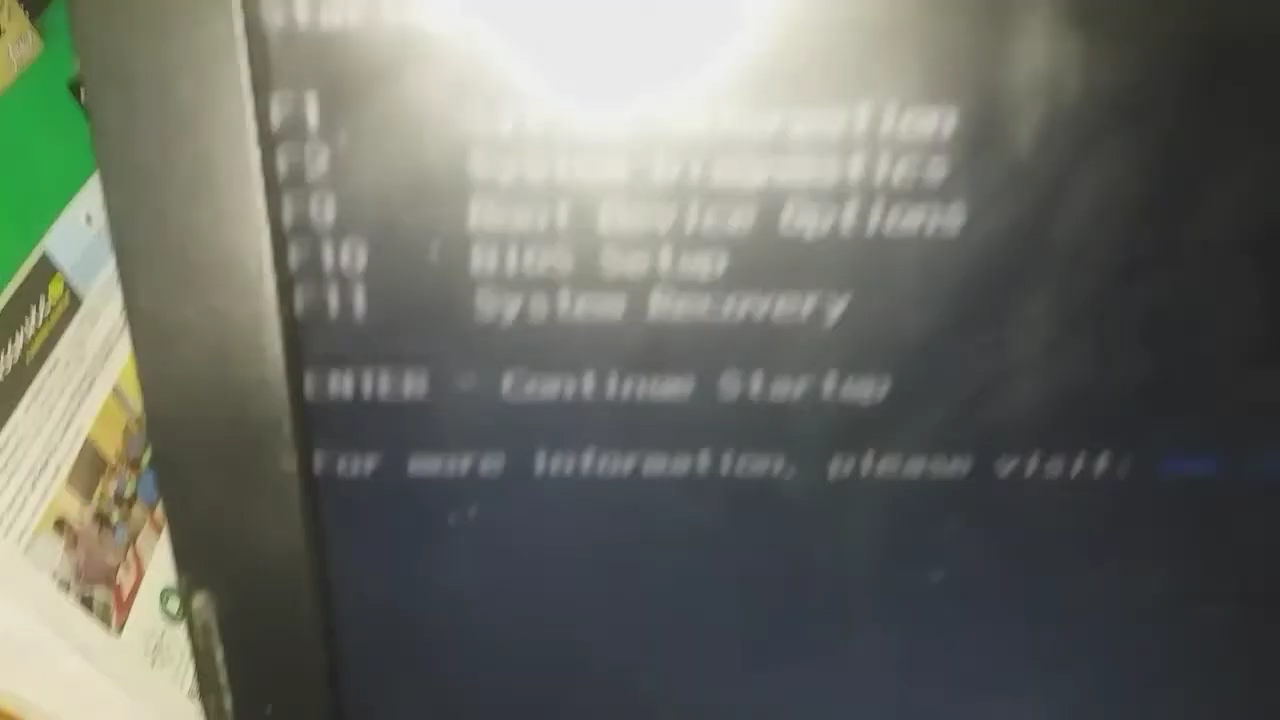 F1 Information
F2 System Diagnostics
F9 Boot Device Options
F10 BIOS Setup
F11 System Recovery
ENTER - Continue Startup
For more information, please visit: